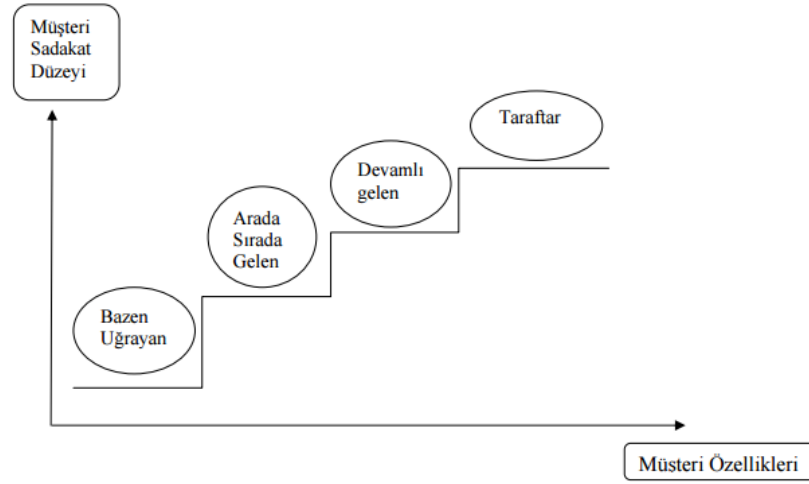 Müşteri
Sadakat
Düzeyi
Taraftar
Devamlı
gelen
Arada
Sırada
Gelen
Bazen
Uğrayan
Müşteri Özellikleri